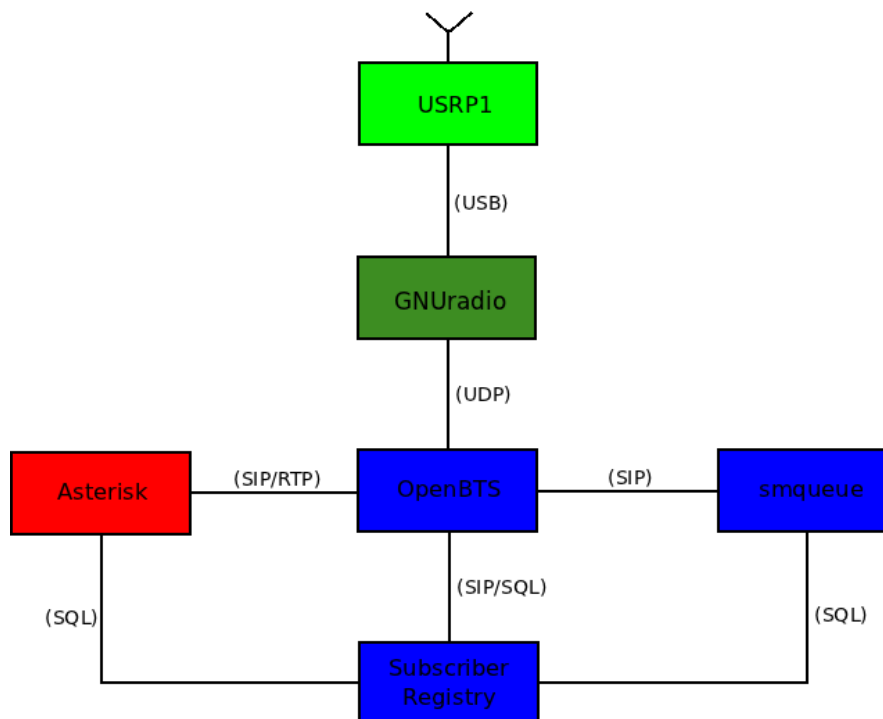 USRP1
(USB)
GNUradio
(UDP)
Asterisk
(SIP/RTP)
OpenBTS
(SIP)
smqueue
(SQL)
(SIP/SQL)
(SQL)
Subscriber
Registry